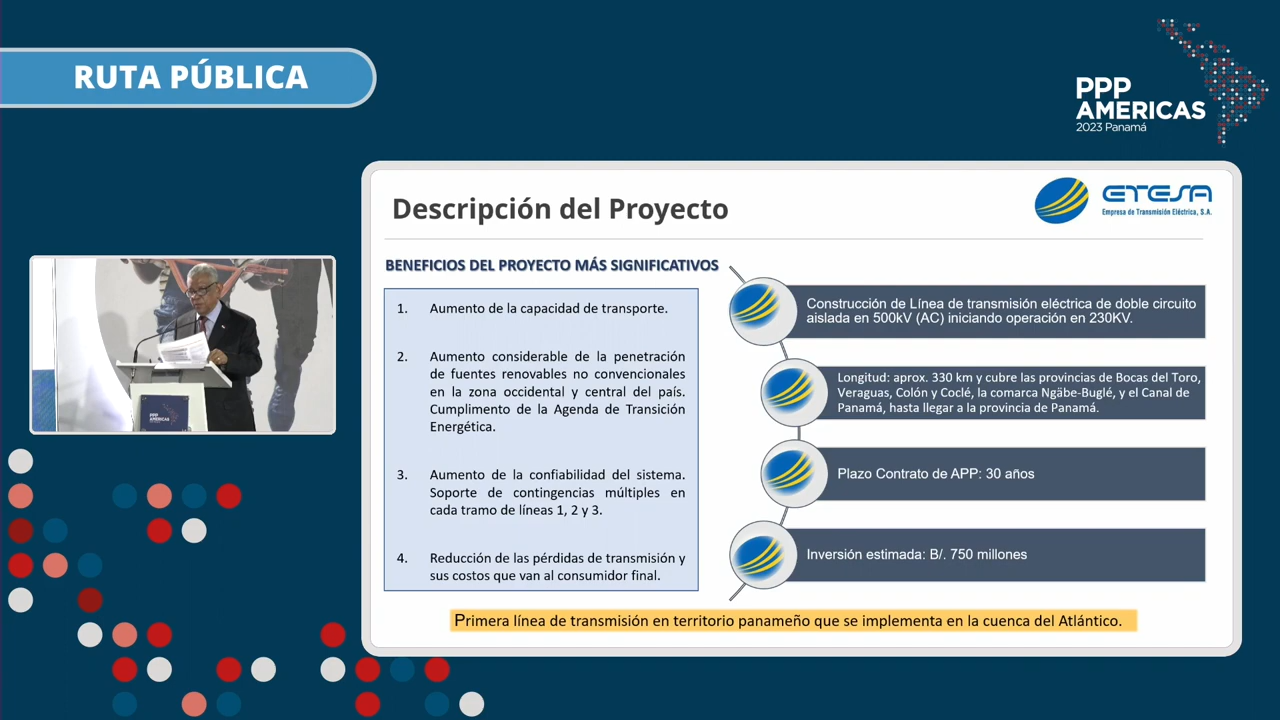 RUTA PÚBLICA
PPP
AMERICAS
2023 Panamá
Descripción del Proyecto
ETESA
Empresa de Transmisión Eléctrica, S.A.
BENEFICIOS DEL PROYECTO MÁS SIGNIFICATIVOS
1. Aumento de la capacidad de transporte.
2. Aumento considerable de la penetración
de fuentes renovables no convencionales
en la zona occidental y central del país.
Cumplimento de la Agenda de Transición
Energética.
3. Aumento de la confiabilidad del sistema.
Soporte de contingencias múltiples en
cada tramo de líneas 1, 2 y 3.
4. Reducción de las pérdidas de transmisión y
sus costos que van al consumidor final.
Construcción de Línea de transmisión eléctrica de doble circuito
aislada en 500kV (AC) iniciando operación en 230KV.
Longitud: aprox. 330 km y cubre las provincias de Bocas del Toro,
Veraguas, Colón y Coclé, la comarca Ngäbe-Buglé, y el Canal de
Panamá, hasta llegar a la provincia de Panamá.
Plazo Contrato de APP: 30 años
Inversión estimada: B/. 750 millones
Primera línea de transmisión en territorio panameño que se implementa en la cuenca del Atlántico.
PPP
AMERICAS